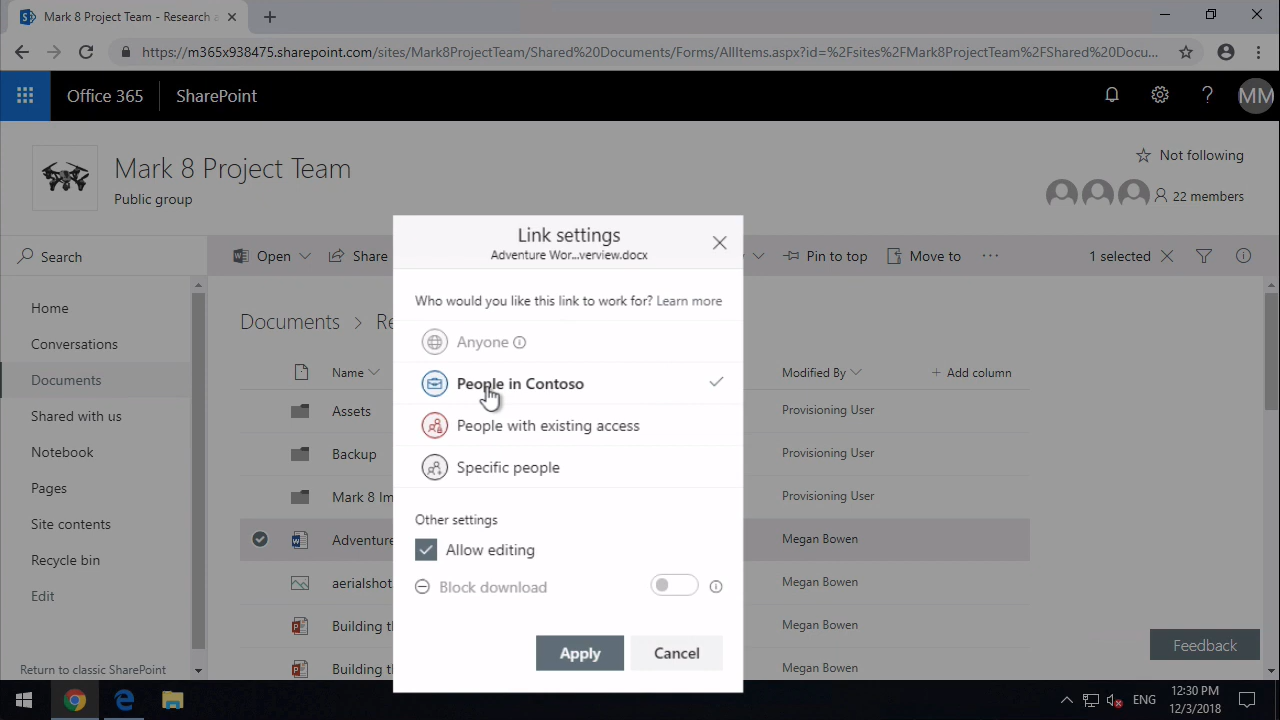 Mark 8 Project Team - Research a
https://m365x938475.sharepoint.com/sites/Mark8ProjectTeam/Shared%20Documents/Forms/AllItems.aspx?id=%2Fsites%2FMark8ProjectTeam%2FShared%20Docu...
Office 365
SharePoint
MM
Mark 8 Project Team
Public group
Not following
22 members
Search
Open
Share
Pin to top
Move to
1 selected
Home
Conversations
Documents
Shared with us
Notebook
Pages
Site contents
Recycle bin
Edit
Return to classic SharePoint
Documents > Re
Name
Modified By
+ Add column
Assets
Provisioning User
Backup
Provisioning User
Mark 8 Im
Provisioning User
Adventure
Megan Bowen
aerialshot
Megan Bowen
Building th
Megan Bowen
Building th
Megan Bowen
Link settings
Adventure Wor...verview.docx
Who would you like this link to work for? Learn more
Anyone
People in Contoso
People with existing access
Specific people
Other settings
Allow editing
Block download
Apply
Cancel
Feedback
ENG
12:30 PM
12/3/2018